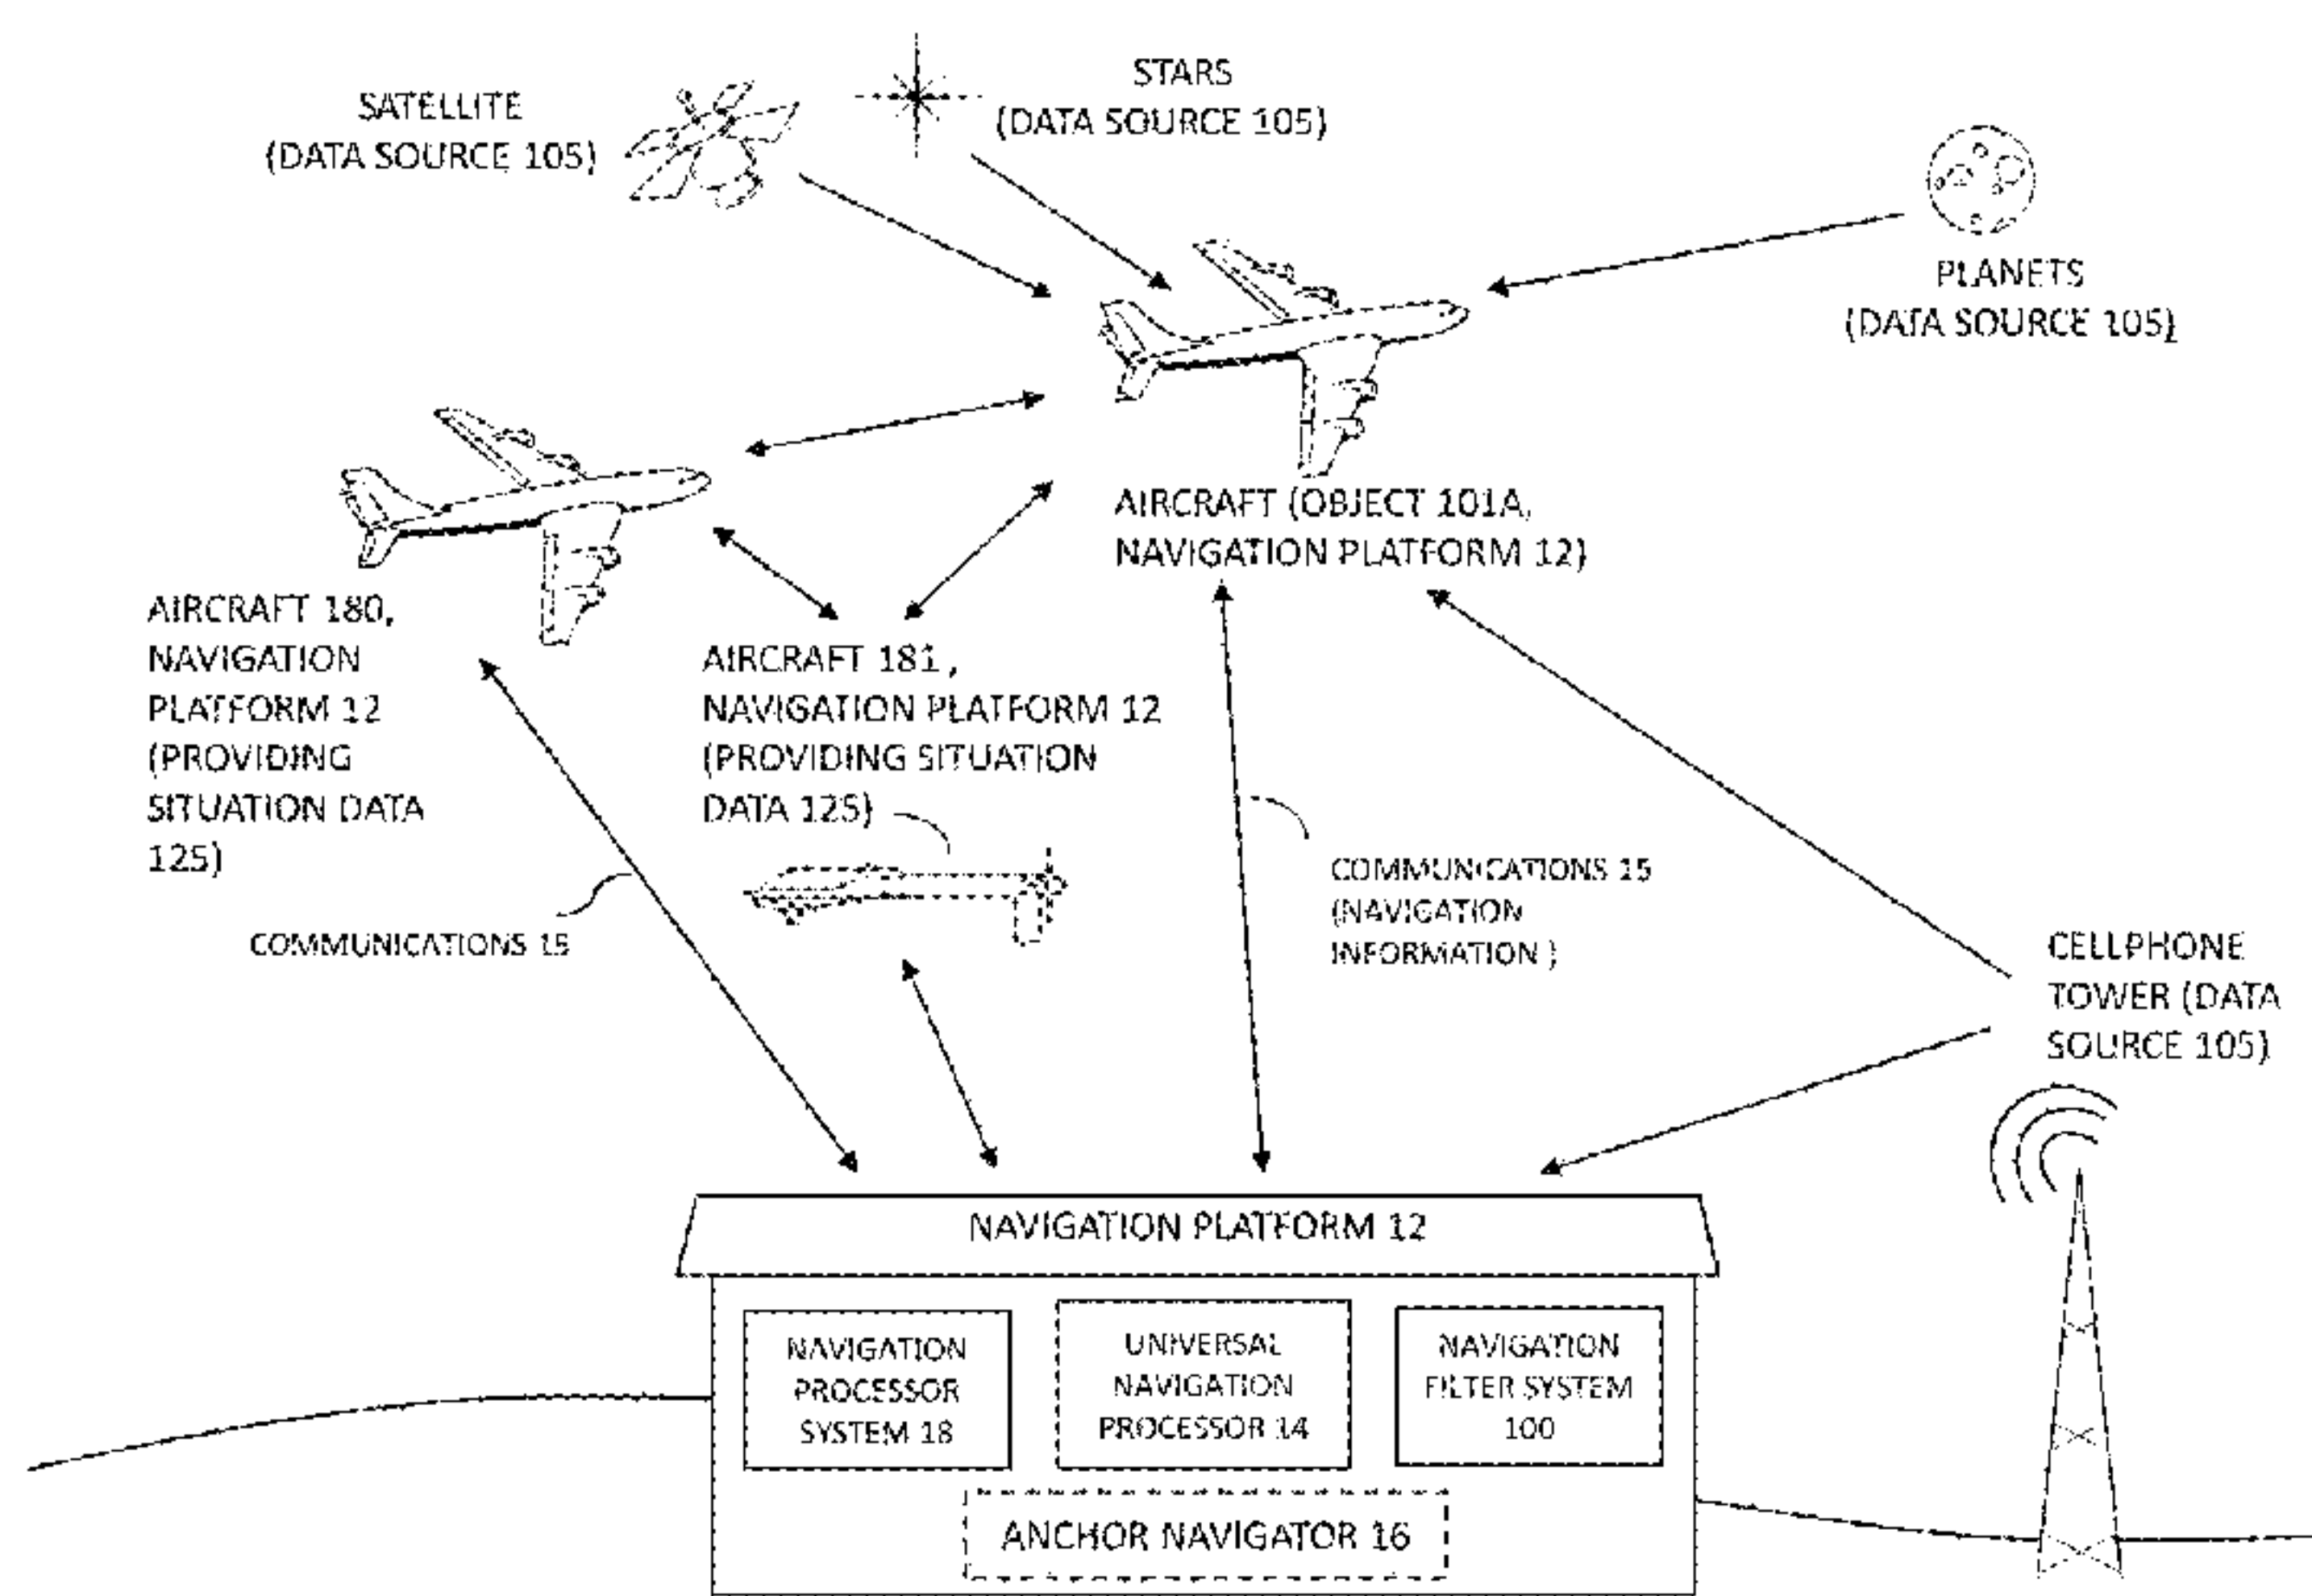 SATELLITE
(DATA SOURCE 105)
STARS
(DATA SOURCE 105)
PLANETS
(DATA SOURCE 105)
AIRCRAFT (OBJECT 101A,
NAVIGATION PLATFORM 12)
AIRCRAFT 180,
NAVIGATION
PLATFORM 12
(PROVIDING
SITUATION DATA
125)
AIRCRAFT 181,
NAVIGATION PLATFORM 12
(PROVIDING SITUATION
DATA 125)
COMMUNICATIONS 15
COMMUNICATIONS 15
(NAVIGATION
INFORMATION)
CELLPHONE
TOWER (DATA
SOURCE 105)
NAVIGATION PLATFORM 12
NAVIGATION
PROCESSOR
SYSTEM 18
UNIVERSAL
NAVIGATION
PROCESSOR 14
NAVIGATION
FILTER SYSTEM
100
ANCHOR NAVIGATOR 16